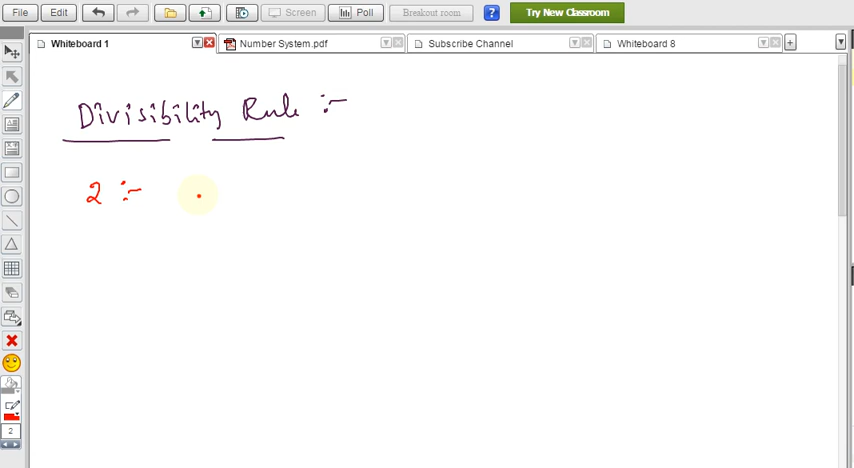 File Edit Screen Poll Breakout room ? Try New Classroom
Whiteboard 1 Number System.pdf Subscribe Channel Whiteboard 8
Divisibility Rule :-
2 :-
2